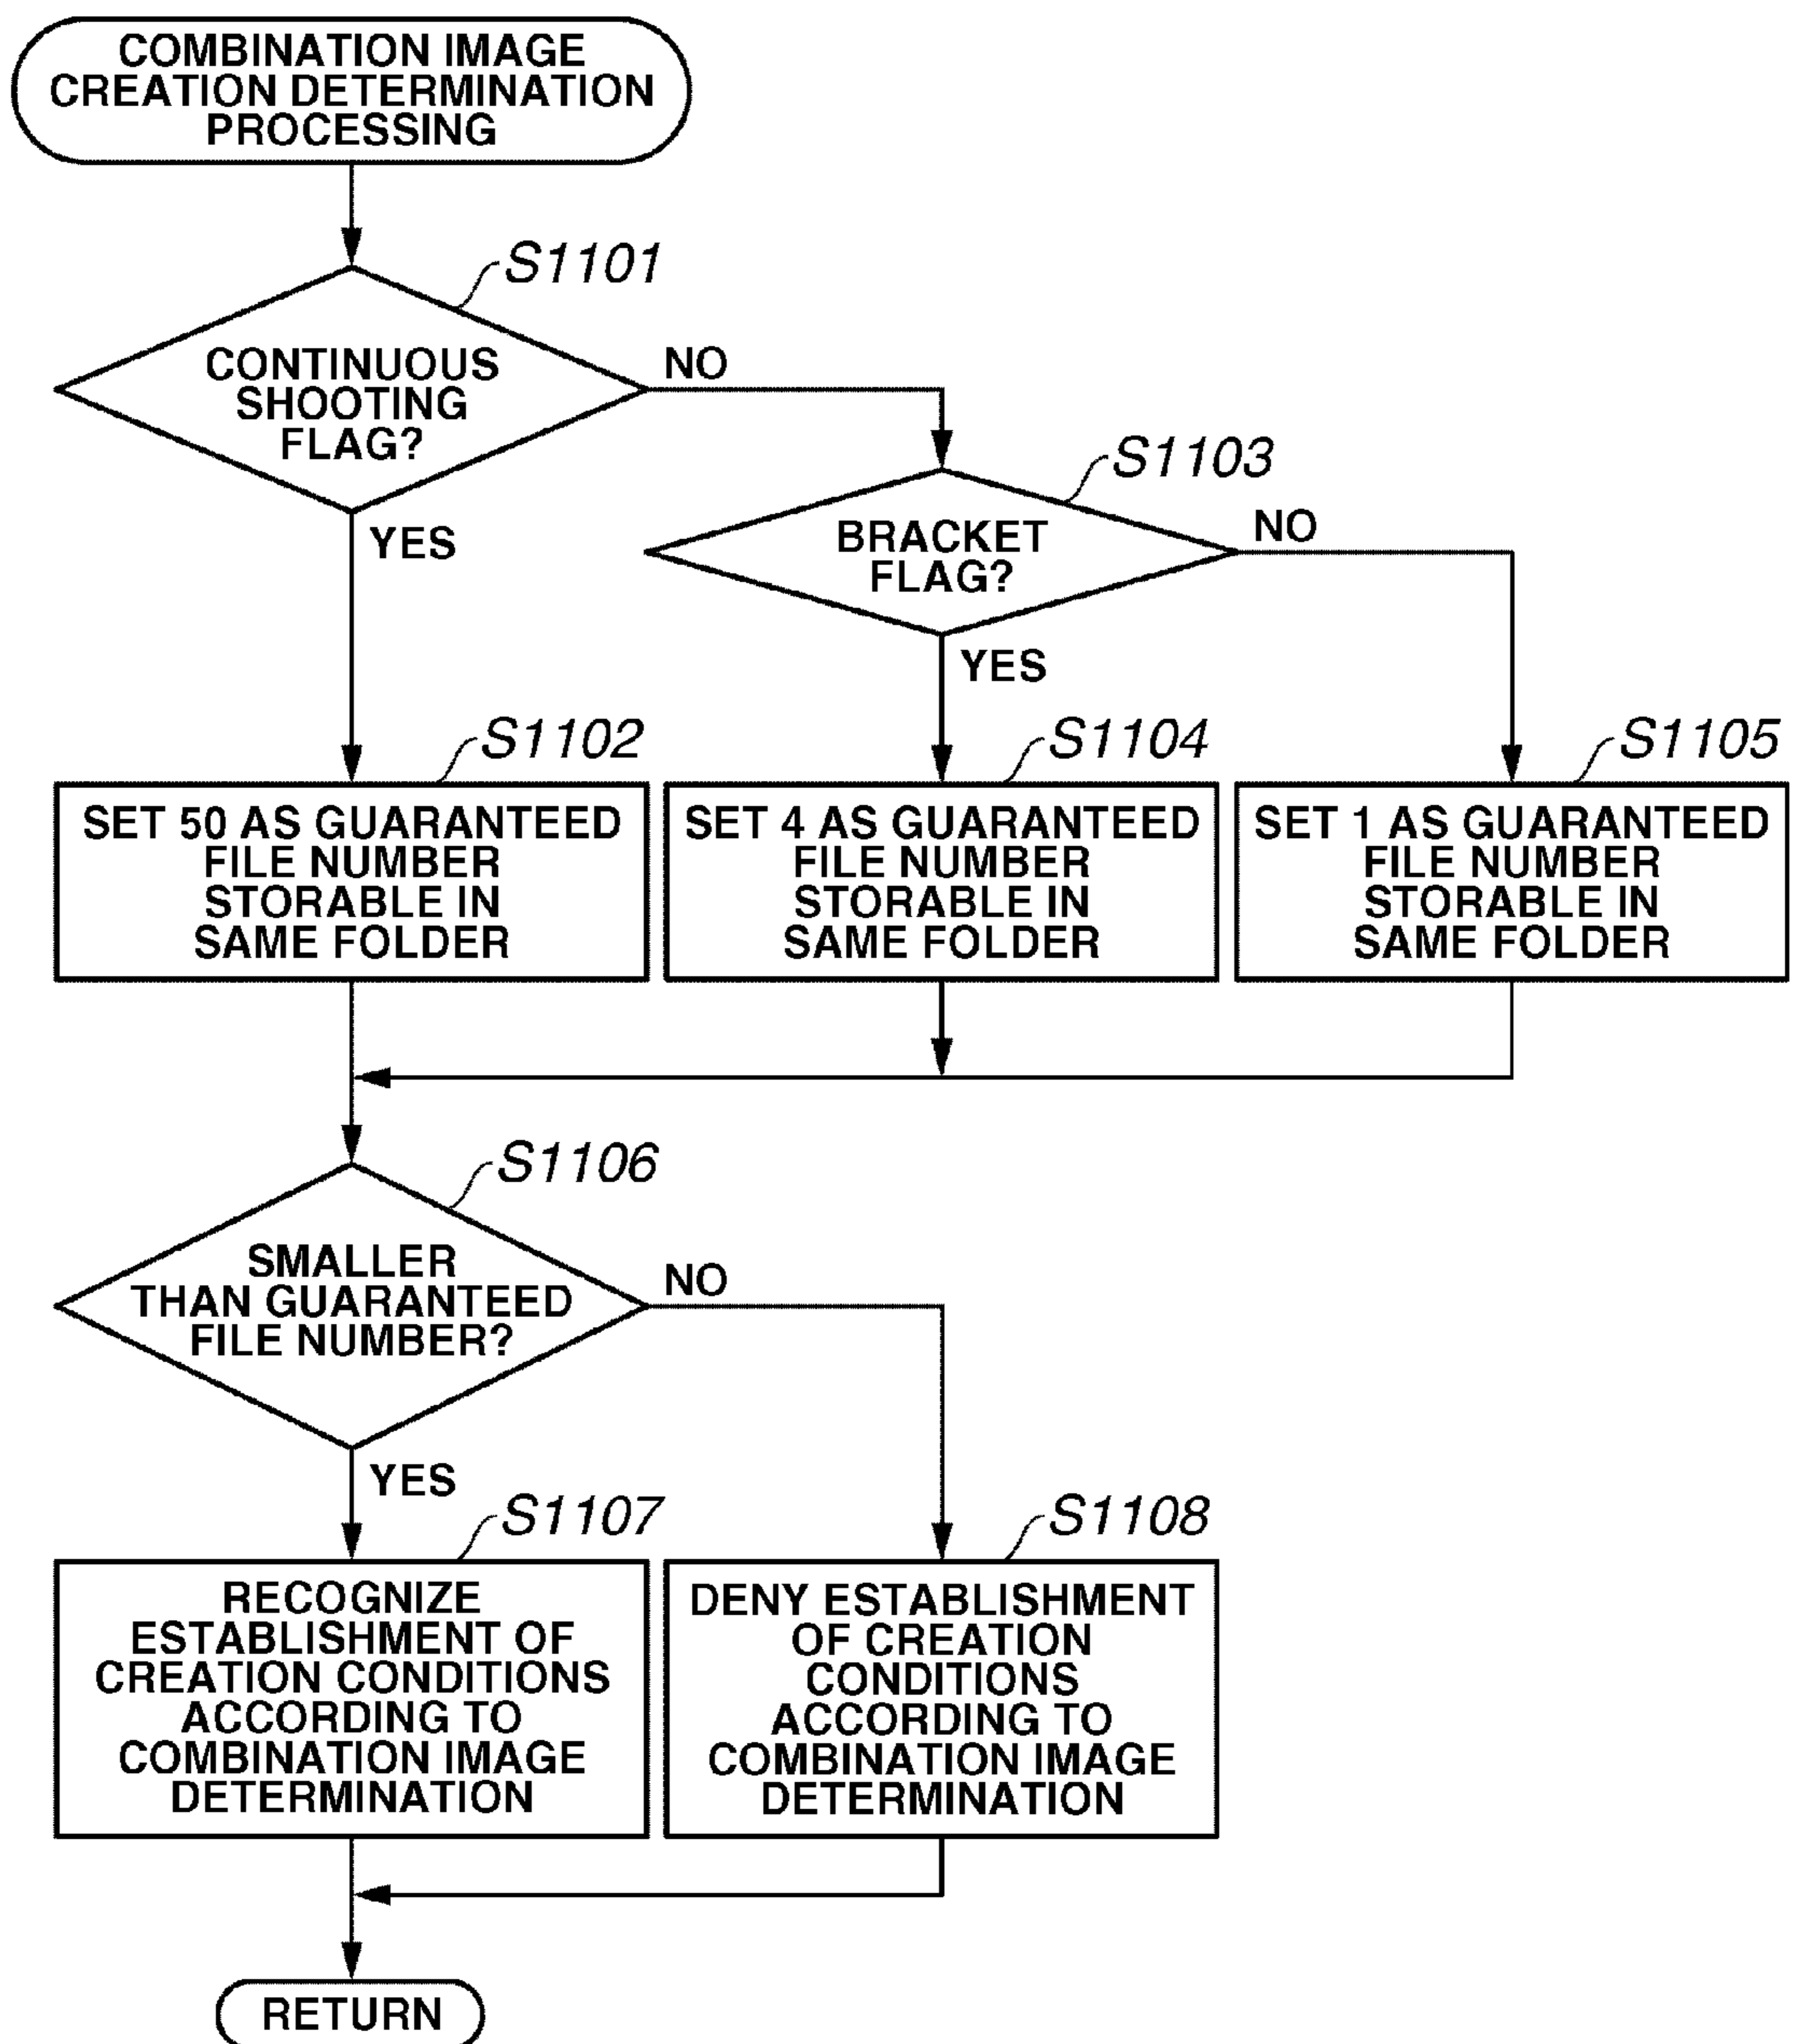 COMBINATION IMAGE
CREATION DETERMINATION
PROCESSING
S1101
CONTINUOUS
SHOOTING
FLAG?
NO
YES
S1103
BRACKET
FLAG?
NO
YES
S1102
SET 50 AS GUARANTEED
FILE NUMBER
STORABLE IN
SAME FOLDER
S1104
SET 4 AS GUARANTEED
FILE NUMBER
STORABLE IN
SAME FOLDER
S1105
SET 1 AS GUARANTEED
FILE NUMBER
STORABLE IN
SAME FOLDER
S1106
SMALLER
THAN GUARANTEED
FILE NUMBER?
NO
YES
S1107
RECOGNIZE
ESTABLISHMENT OF
CREATION CONDITIONS
ACCORDING TO
COMBINATION IMAGE
DETERMINATION
S1108
DENY ESTABLISHMENT
OF CREATION
CONDITIONS
ACCORDING TO
COMBINATION IMAGE
DETERMINATION
RETURN